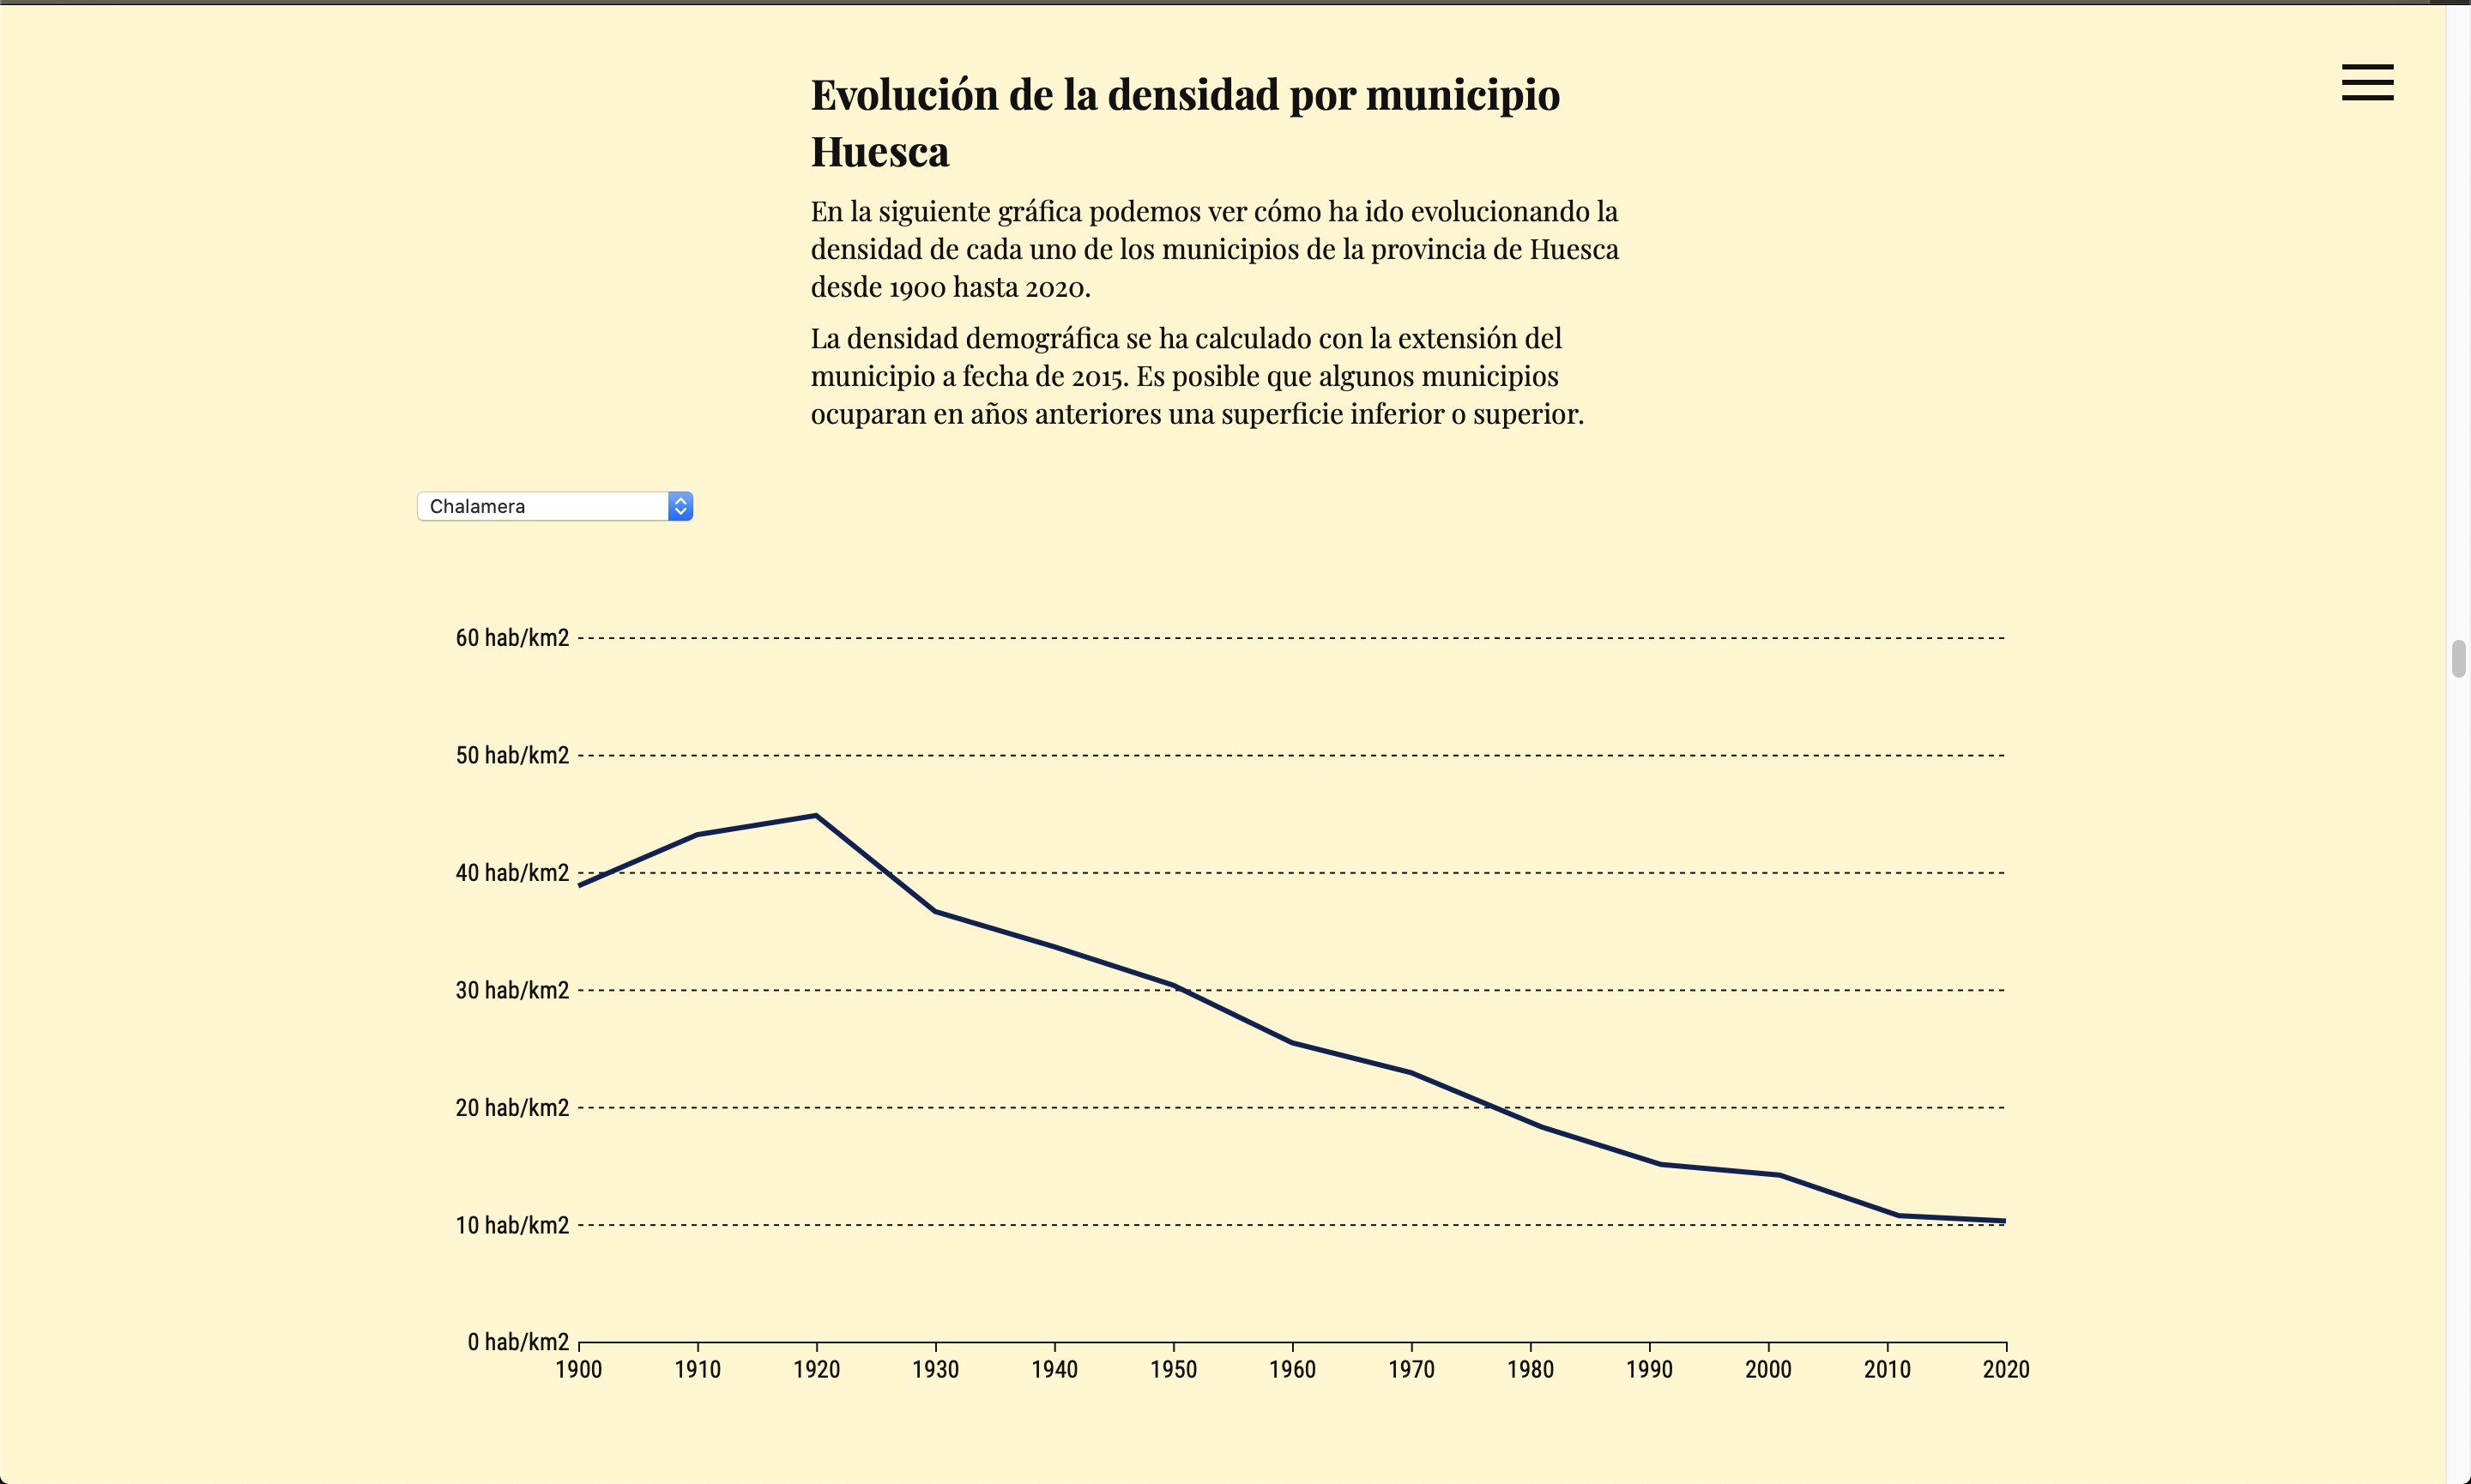 Evolución de la densidad por municipio
Huesca
En la siguiente gráfica podemos ver cómo ha ido evolucionando la
densidad de cada uno de los municipios de la provincia de Huesca
desde 1900 hasta 2020.
La densidad demográfica se ha calculado con la extensión del
municipio a fecha de 2015. Es posible que algunos municipios
ocuparan en años anteriores una superficie inferior o superior.
Chalamera
60 hab/km2
50 hab/km2
40 hab/km2
30 hab/km2
20 hab/km2
10 hab/km2
0 hab/km2
1900 1910 1920 1930 1940 1950 1960 1970 1980 1990 2000 2010 2020